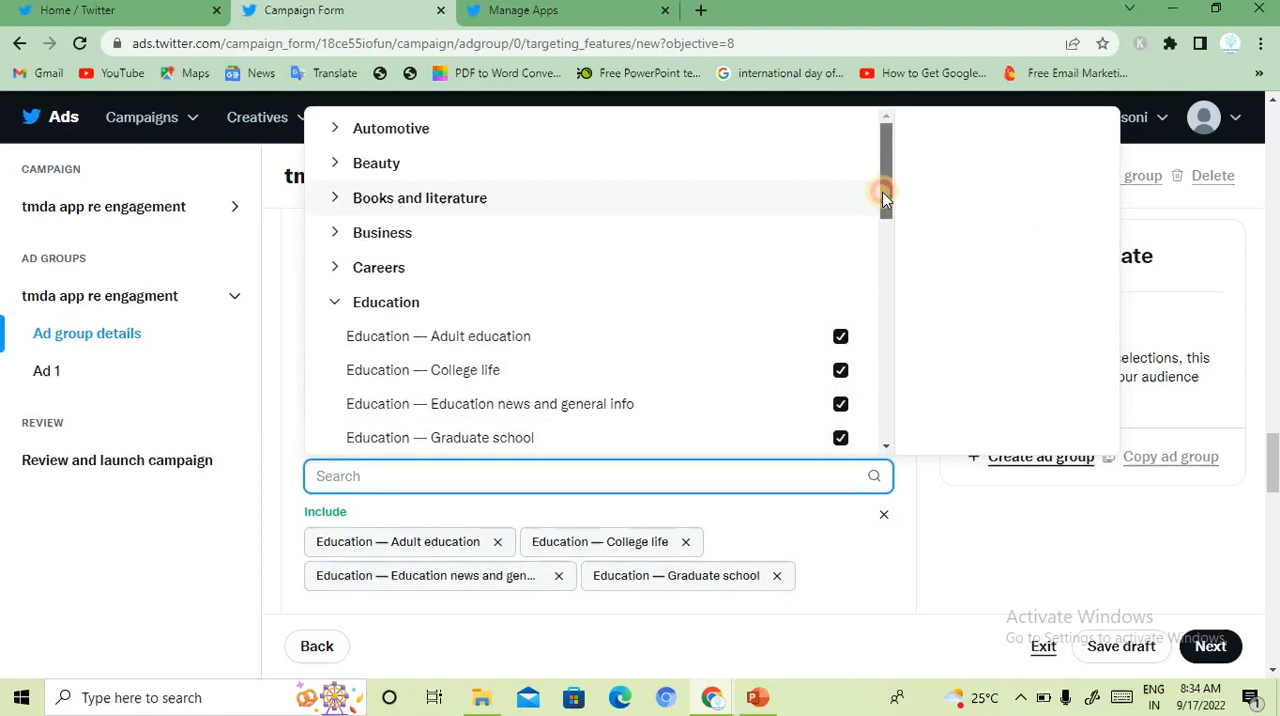 Home / Twitter
Campaign Form
Manage Apps
ads.twitter.com/campaign_form/18ce55iofun/campaign/adgroup/0/targeting_features/new?objective=8
Gmail
YouTube
Maps
News
Translate
PDF to Word Conve...
Free PowerPoint te...
international day of...
How to Get Google...
Free Email Marketi...
Ads
Campaigns
Creatives
soni
CAMPAIGN
tmda app re engagement
AD GROUPS
tmda app re engagment
Ad group details
Ad 1
REVIEW
Review and launch campaign
tm
group
Delete
Automotive
Beauty
Books and literature
Business
Careers
Education
Education — Adult education
Education — College life
Education — Education news and general info
Education — Graduate school
Search
Include
Education — Adult education
Education — College life
Education — Education news and gen...
Education — Graduate school
ate
elections, this
our audience
Create ad group
Copy ad group
Activate Windows
Go to Settings to activate Windows.
Back
Exit
Save draft
Next
Type here to search
25°C
ENG
IN
8:34 AM
9/17/2022
1